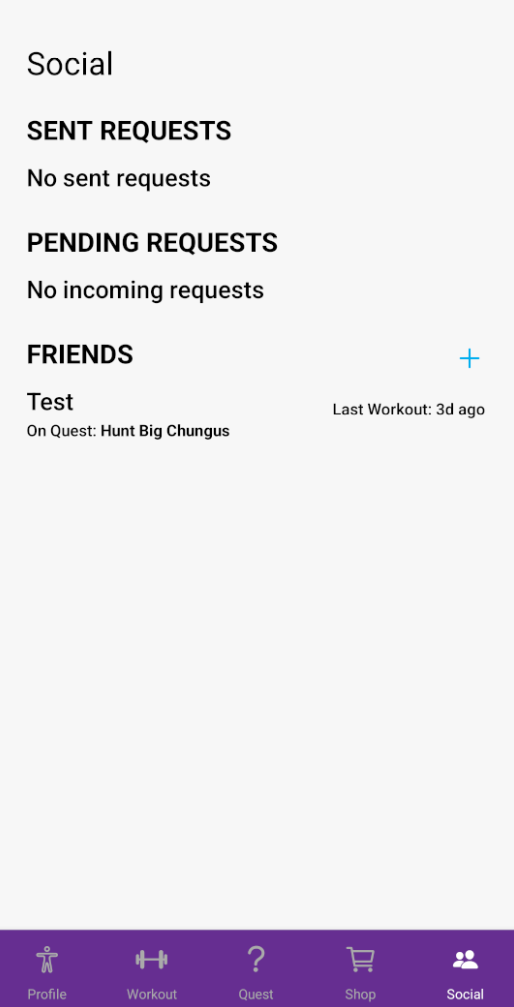 Social
SENT REQUESTS
No sent requests
PENDING REQUESTS
No incoming requests
FRIENDS
Test
Last Workout: 3d ago
On Quest: Hunt Big Chungus
Profile
Workout
Quest
Shop
Social